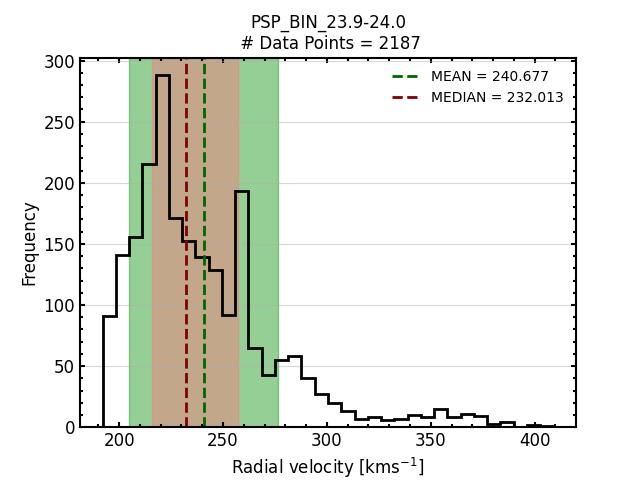 PSP_BIN_23.9-24.0
# Data Points = 2187
MEAN = 240.677
MEDIAN = 232.013
Frequency
300
250
200
150
100
50
0
200
250
300
350
400
Radial velocity [kms⁻¹]